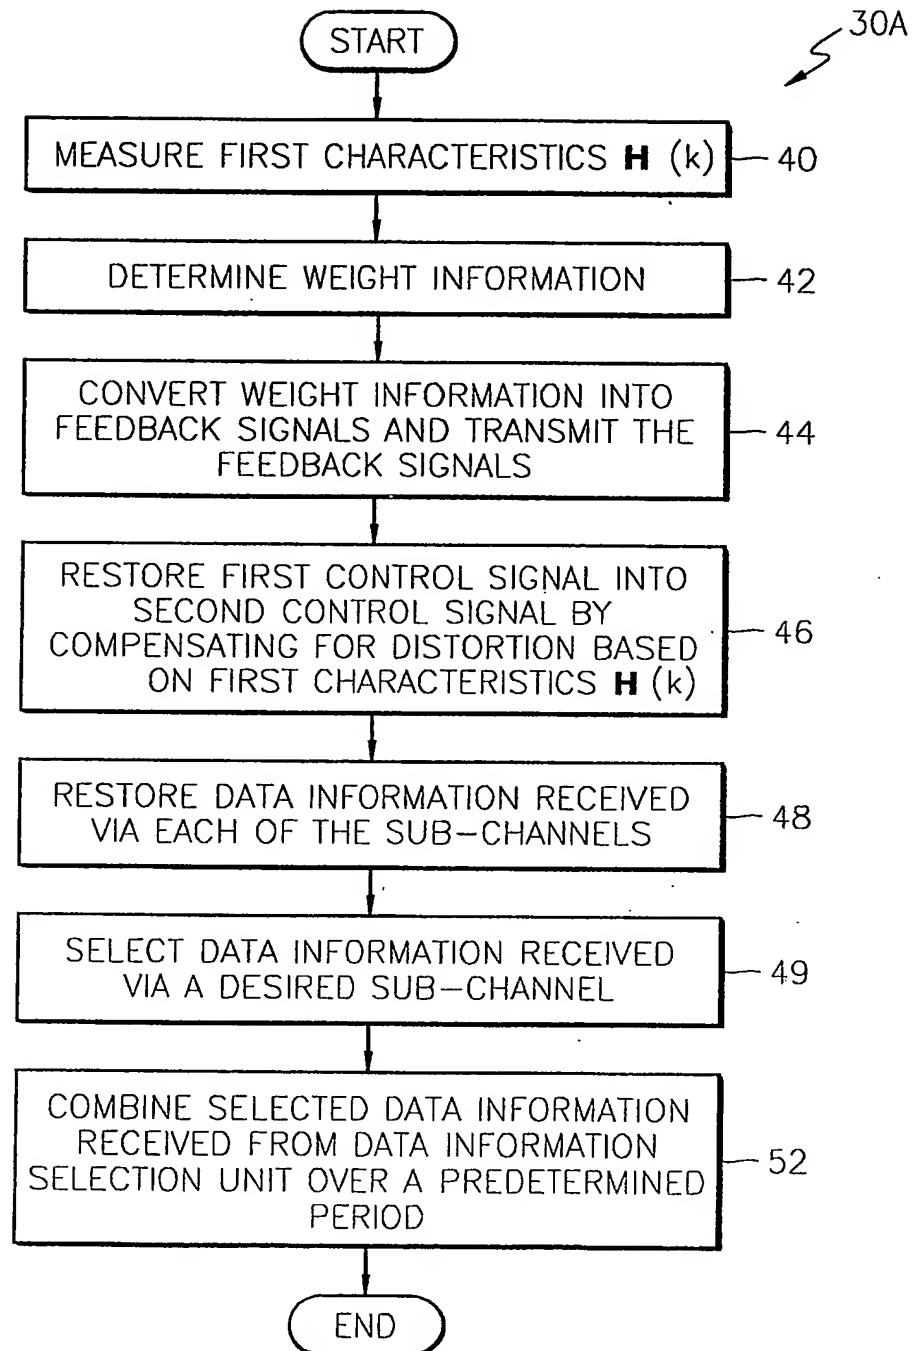 START
30A
MEASURE FIRST CHARACTERISTICS H (k)
40
DETERMINE WEIGHT INFORMATION
42
CONVERT WEIGHT INFORMATION INTO
FEEDBACK SIGNALS AND TRANSMIT THE
FEEDBACK SIGNALS
44
RESTORE FIRST CONTROL SIGNAL INTO
SECOND CONTROL SIGNAL BY
COMPENSATING FOR DISTORTION BASED
ON FIRST CHARACTERISTICS H (k)
46
RESTORE DATA INFORMATION RECEIVED
VIA EACH OF THE SUB-CHANNELS
48
SELECT DATA INFORMATION RECEIVED
VIA A DESIRED SUB-CHANNEL
49
COMBINE SELECTED DATA INFORMATION
RECEIVED FROM DATA INFORMATION
SELECTION UNIT OVER A PREDETERMINED
PERIOD
52
END